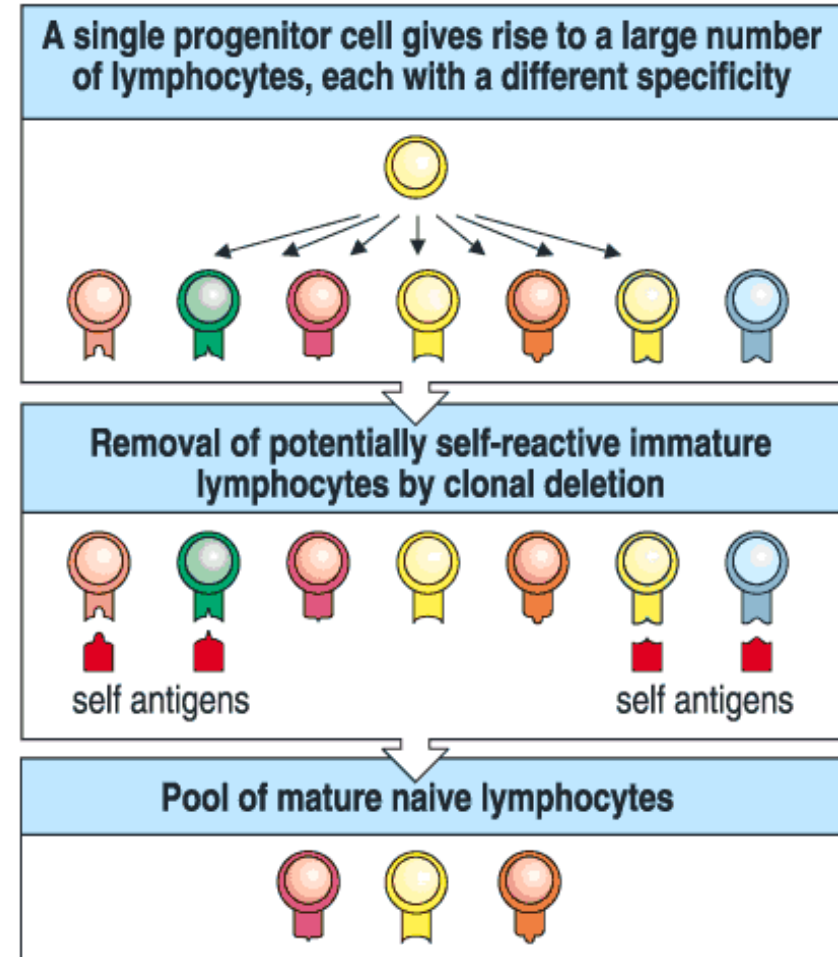 A single progenitor cell gives rise to a large number
of lymphocytes, each with a different specificity
Removal of potentially self-reactive immature
lymphocytes by clonal deletion
self antigens
self antigens
Pool of mature naive lymphocytes